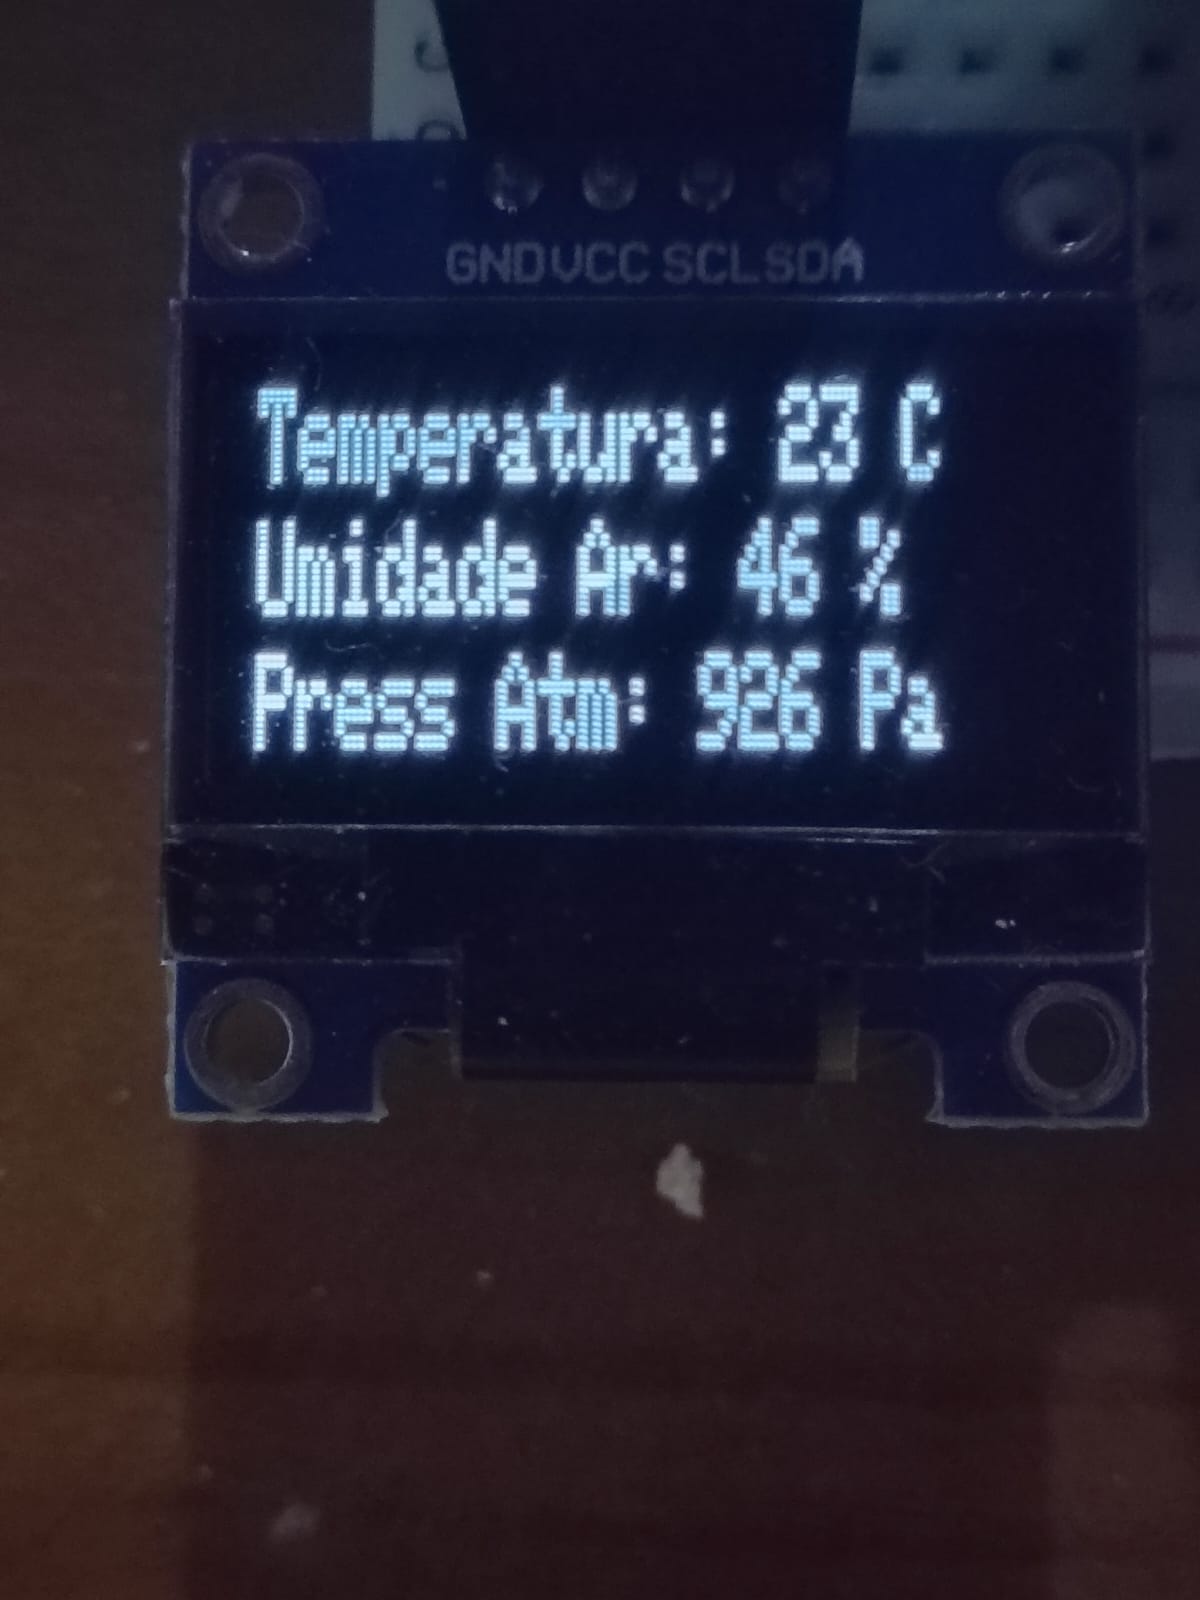 GND VCC SCL SDA
Temperatura: 23 C
Umidade Ar: 46 %
Press Atm: 926 Pa